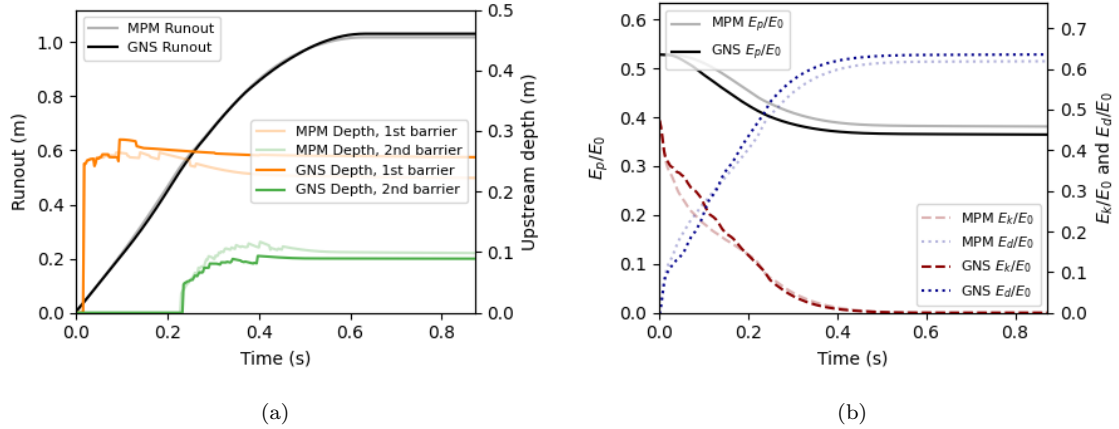 MPM Runout
GNS Runout
MPM Depth, 1st barrier
MPM Depth, 2nd barrier
GNS Depth, 1st barrier
GNS Depth, 2nd barrier
Runout (m)
0.0
0.2
0.4
0.6
0.8
1.0
Upstream depth (m)
0.0
0.1
0.2
0.3
0.4
0.5
0.0
0.2
0.4
0.6
0.8
Time (s)
(a)
MPM Eₚ/E₀
GNS Eₚ/E₀
MPM Eₖ/E₀
MPM E_d/E₀
GNS Eₖ/E₀
GNS E_d/E₀
Eₚ/E₀
0.0
0.1
0.2
0.3
0.4
0.5
0.6
Eₖ/E₀ and E_d/E₀
0.0
0.1
0.2
0.3
0.4
0.5
0.6
0.7
0.0
0.2
0.4
0.6
0.8
Time (s)
(b)